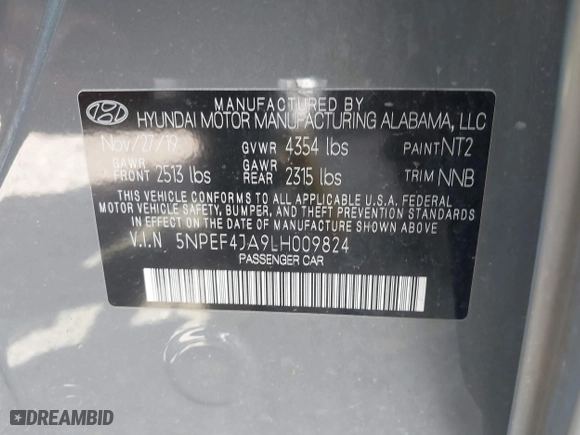 MANUFACTURED BY
HYUNDAI MOTOR MANUFACTURING ALABAMA, LLC
Nov/27/19 GVWR 4354 lbs PAINT NT2
GAWR FRONT 2513 lbs GAWR REAR 2315 lbs TRIM NNB
THIS VEHICLE CONFORMS TO ALL APPLICABLE U.S.A. FEDERAL
MOTOR VEHICLE SAFETY, BUMPER, AND THEFT PREVENTION
STANDARDS IN EFFECT ON THE DATE OF MANUFACTURE SHOWN ABOVE.
V.I.N 5NPEF4JA9LH009824
PASSENGER CAR
DREAMBID